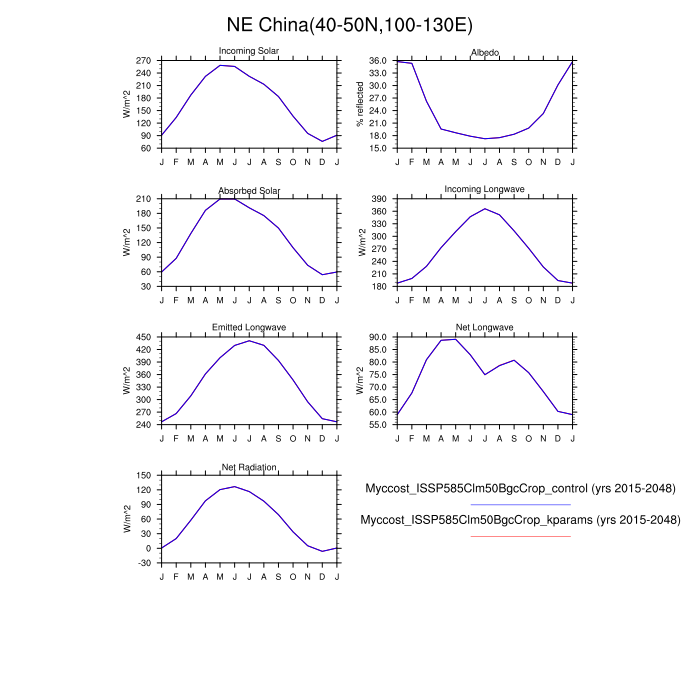 NE China(40-50N,100-130E)
Incoming Solar
Albedo
W/m^2
270
240
210
180
150
120
90
60
J F M A M J J A S O N D J
% reflected
36.0
33.0
30.0
27.0
24.0
21.0
18.0
15.0
J F M A M J J A S O N D J
Absorbed Solar
Incoming Longwave
W/m^2
210
180
150
120
90
60
30
J F M A M J J A S O N D J
W/m^2
390
360
330
300
270
240
210
180
J F M A M J J A S O N D J
Emitted Longwave
Net Longwave
W/m^2
450
420
390
360
330
300
270
240
J F M A M J J A S O N D J
W/m^2
90.0
85.0
80.0
75.0
70.0
65.0
60.0
55.0
J F M A M J J A S O N D J
Net Radiation
W/m^2
150
120
90
60
30
0
-30
J F M A M J J A S O N D J
Myccost_ISSP585Clm50BgcCrop_control (yrs 2015-2048)
Myccost_ISSP585Clm50BgcCrop_kparams (yrs 2015-2048)